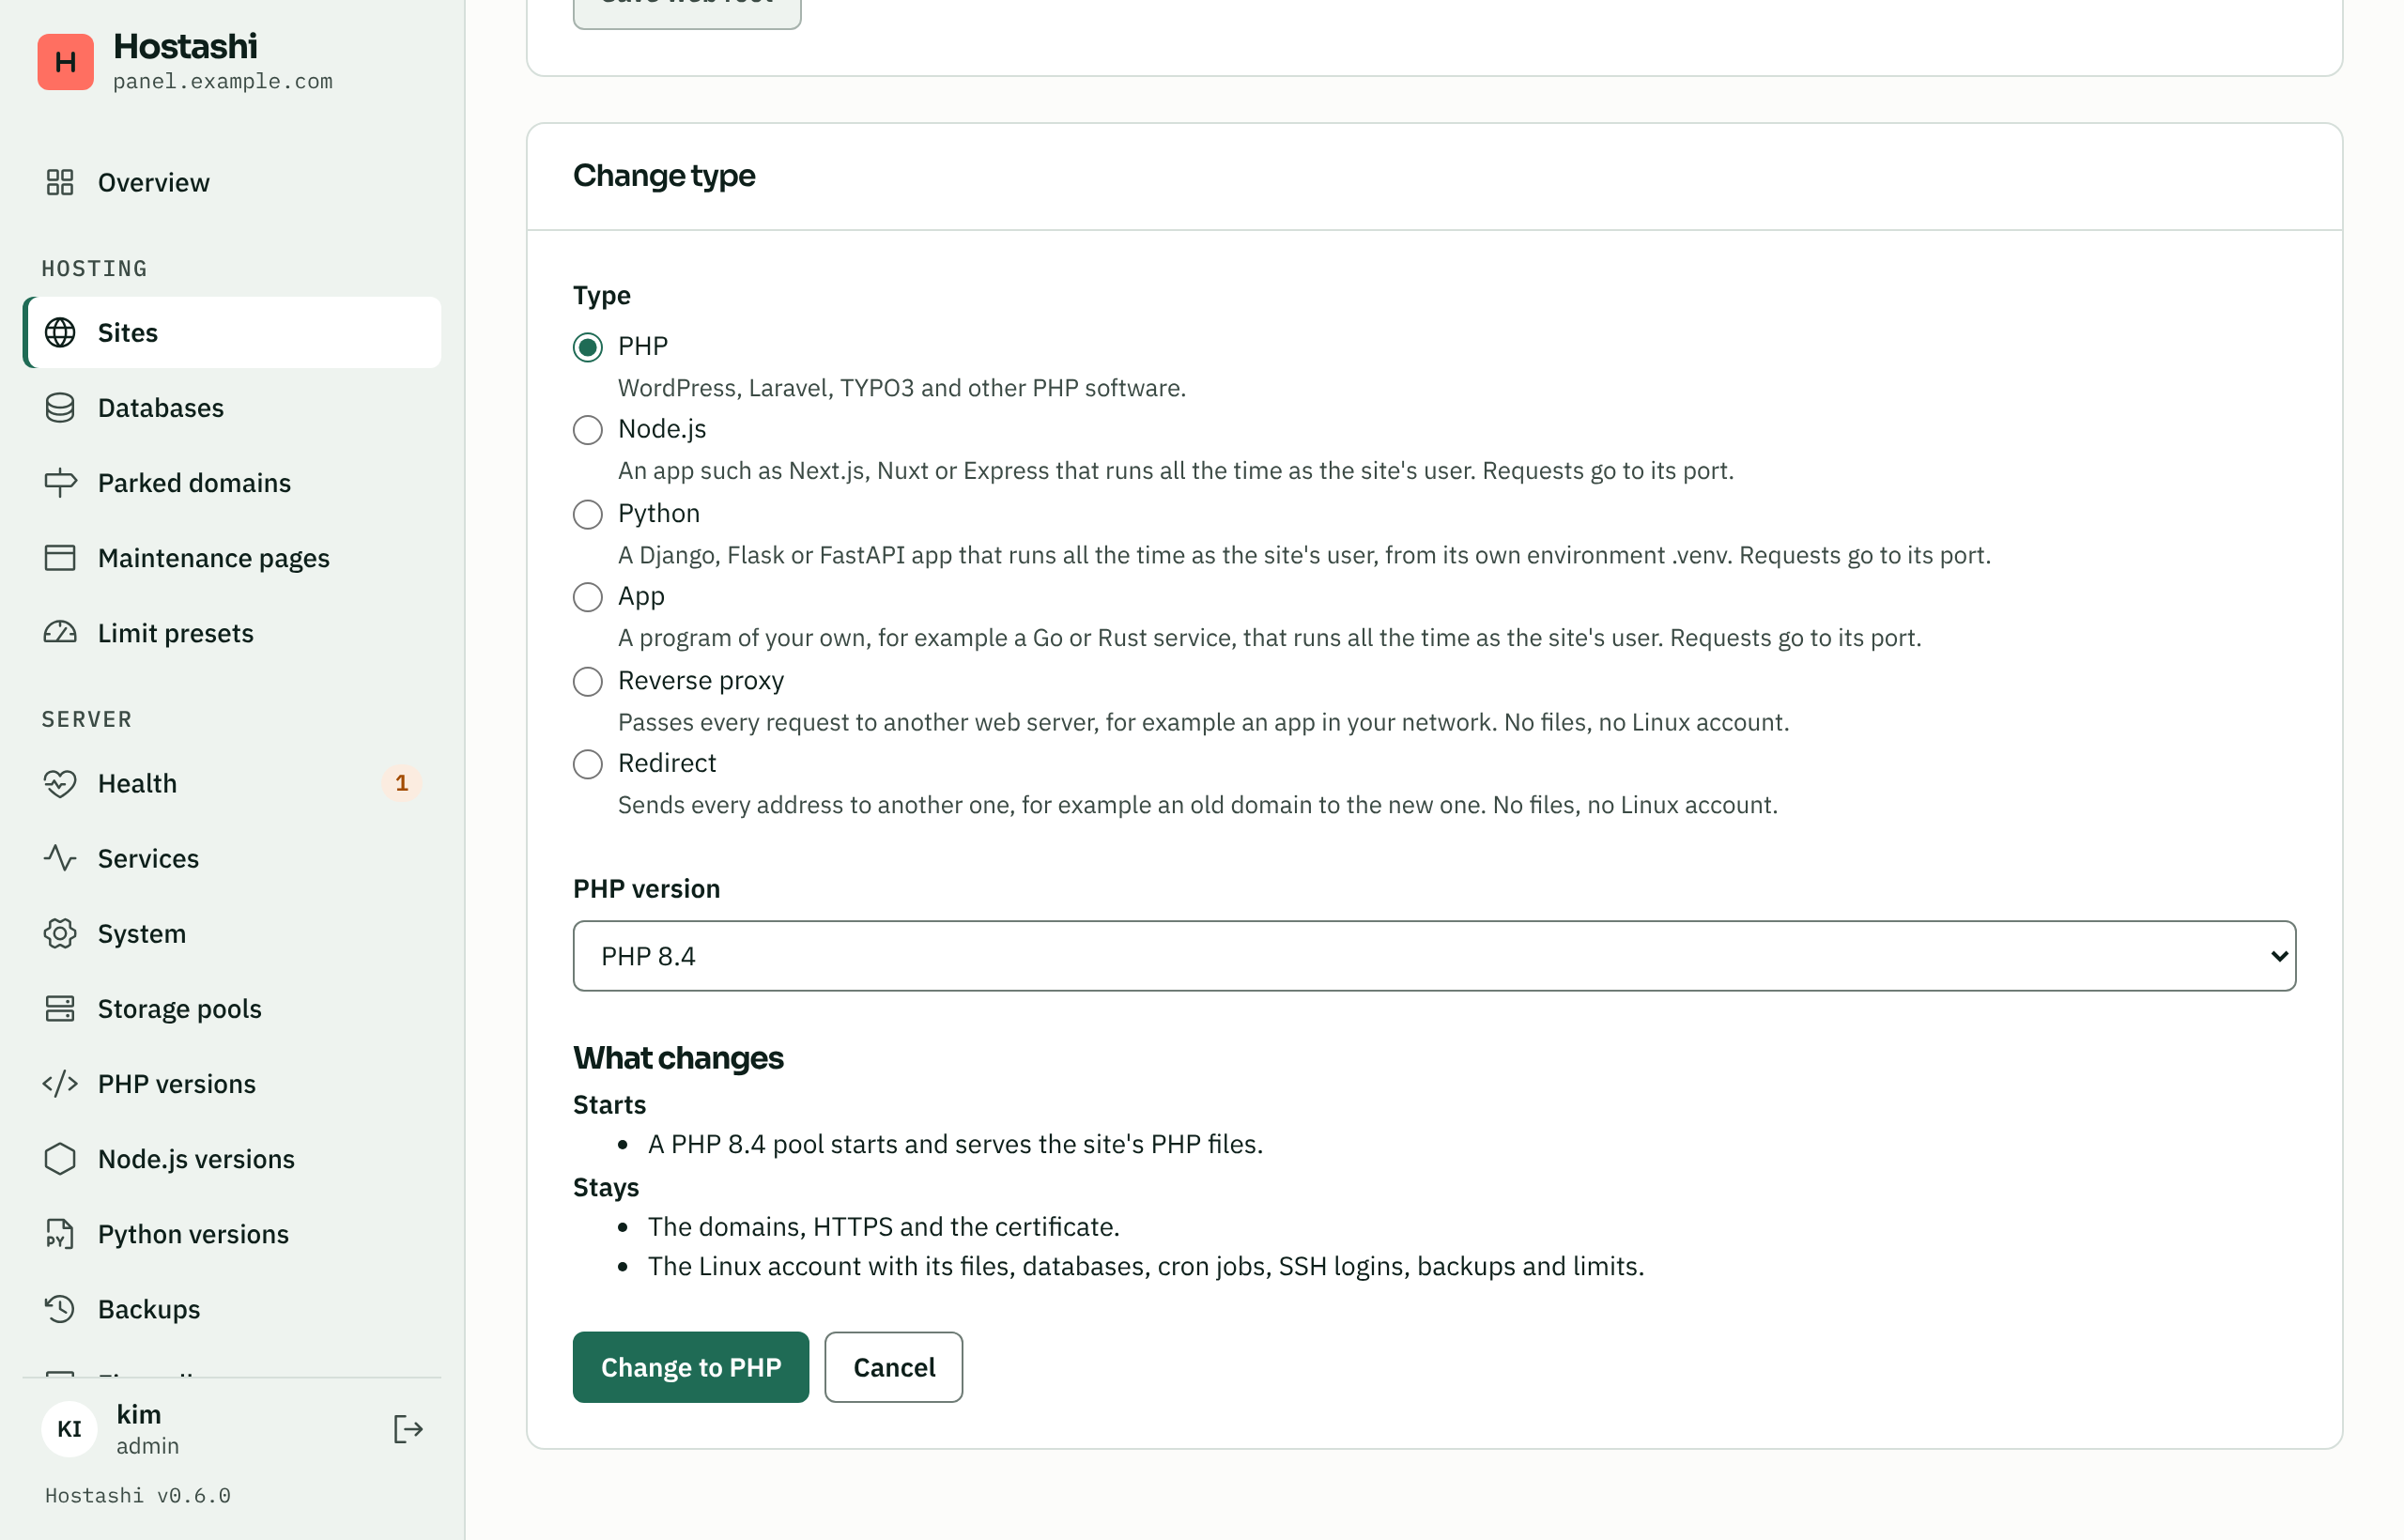 H
Hostashi
panel.example.com
Overview
HOSTING
Sites
Databases
Parked domains
Maintenance pages
Limit presets
SERVER
Health
1
Services
System
Storage pools
PHP versions
Node.js versions
PY
Python versions
Backups
KI
kim
admin
Hostashi v0.6.0
Change type
Type
PHP
WordPress, Laravel, TYPO3 and other PHP software.
Node.js
An app such as Next.js, Nuxt or Express that runs all the time as the site's user. Requests go to its port.
Python
A Django, Flask or FastAPI app that runs all the time as the site's user, from its own environment .venv. Requests go to its port.
App
A program of your own, for example a Go or Rust service, that runs all the time as the site's user. Requests go to its port.
Reverse proxy
Passes every request to another web server, for example an app in your network. No files, no Linux account.
Redirect
Sends every address to another one, for example an old domain to the new one. No files, no Linux account.
PHP version
PHP 8.4
What changes
Starts
• A PHP 8.4 pool starts and serves the site's PHP files.
Stays
• The domains, HTTPS and the certificate.
• The Linux account with its files, databases, cron jobs, SSH logins, backups and limits.
Change to PHP
Cancel